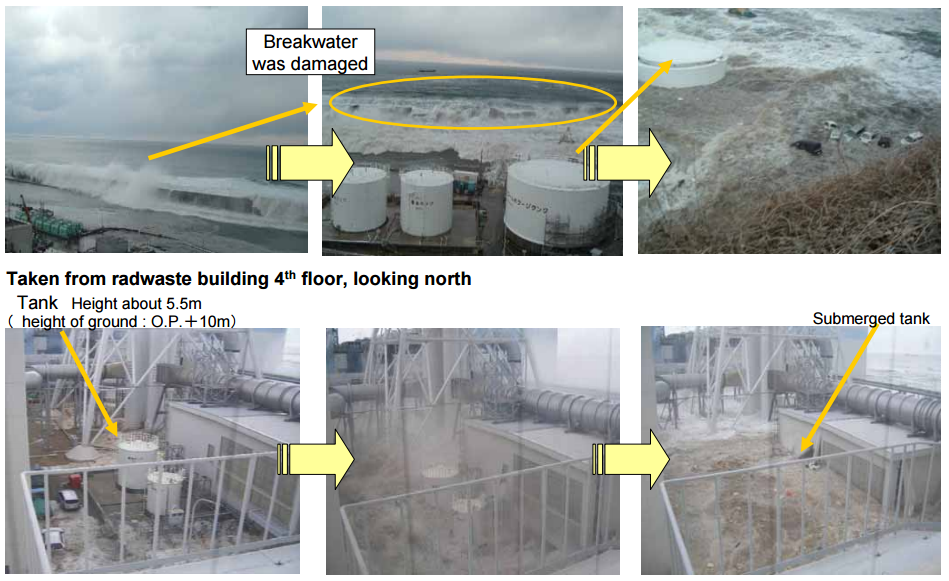 Breakwater
was damaged
Taken from radwaste building 4th floor, looking north
Tank Height about 5.5m
( height of ground : O.P.＋10m)
Submerged tank